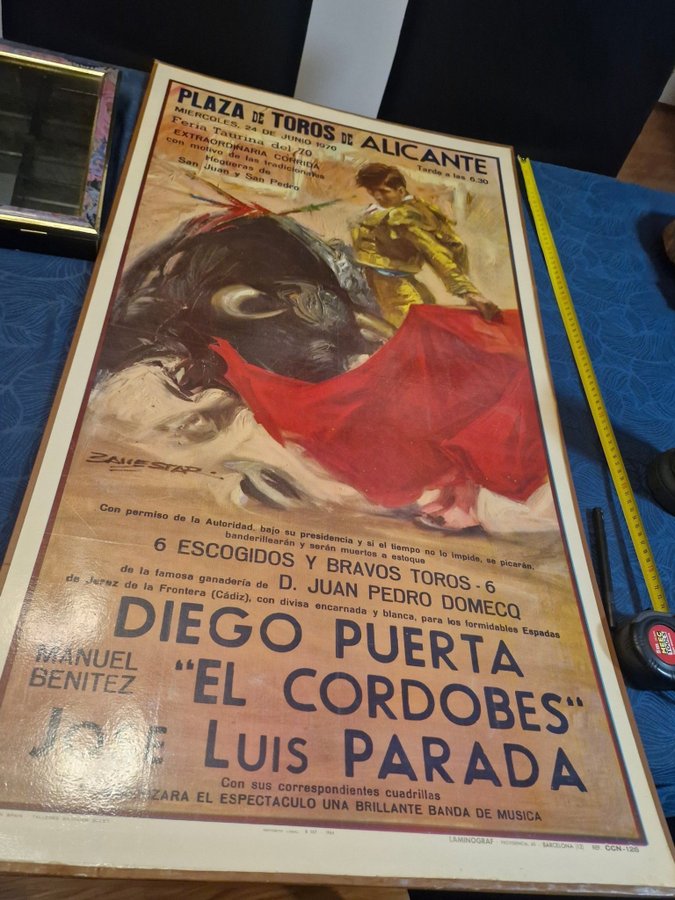 PLAZA DE TOROS DE ALICANTE
MIERCOLES, 24 DE JUNIO 1970
Tarde a las 6.30
Feria Taurina del 70
EXTRAORDINARIA CORRIDA
con motivo de las tradicionales
Hogueras de
San Juan y San Pedro
Con permiso de la Autoridad, bajo su presidencia y si el tiempo no lo impide, se picarán,
banderillearán y serán muertos a estoque
6 ESCOGIDOS Y BRAVOS TOROS - 6
de la famosa ganadería de D. JUAN PEDRO DOMECQ
de Jerez de la Frontera (Cádiz), con divisa encarnada y blanca, para los formidables Espadas
DIEGO PUERTA
MANUEL
BENITEZ "EL CORDOBES"
JOSE LUIS PARADA
Con sus correspondientes cuadrillas
EL ESPECTACULO UNA BRILLANTE BANDA DE MUSICA
LAMINOGRAF
BARCELONA
CCN-126